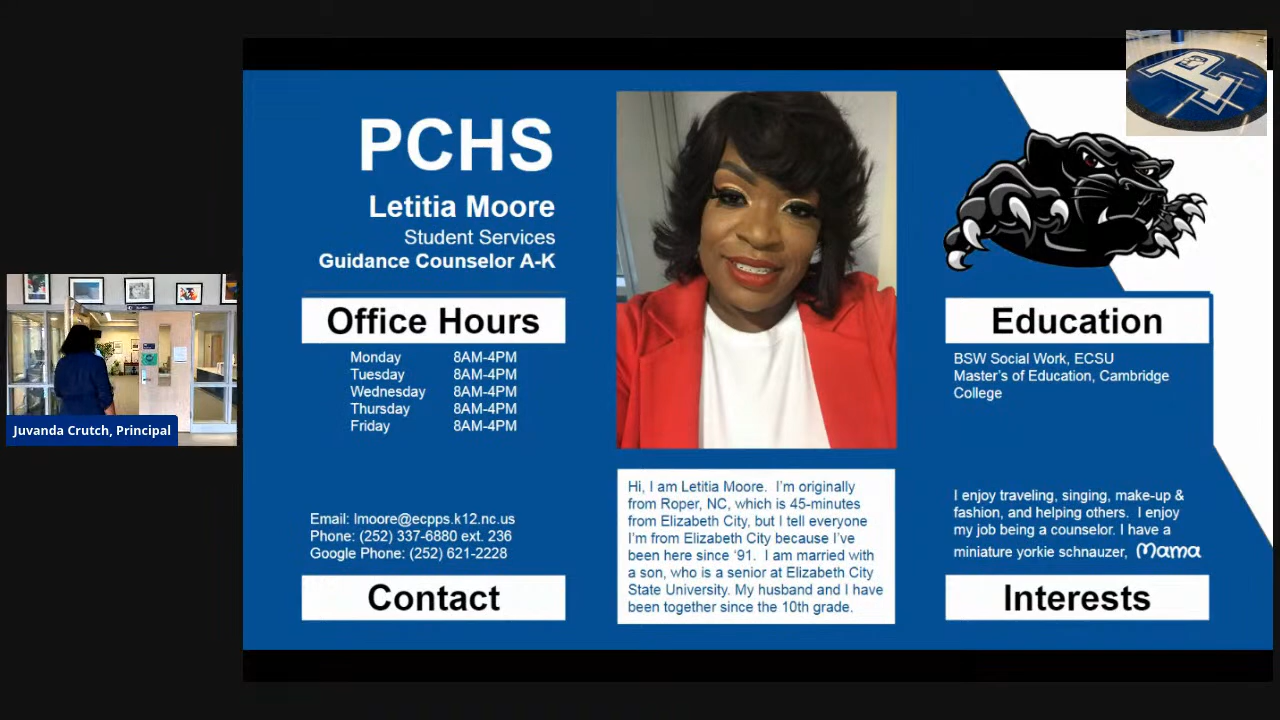 PCHS
Letitia Moore
Student Services
Guidance Counselor A-K
Office Hours
Monday 8AM-4PM
Tuesday 8AM-4PM
Wednesday 8AM-4PM
Thursday 8AM-4PM
Friday 8AM-4PM
Email: lmoore@ecpps.k12.nc.us
Phone: (252) 337-6880 ext. 236
Google Phone: (252) 621-2228
Contact
Hi, I am Letitia Moore. I'm originally
from Roper, NC, which is 45-minutes
from Elizabeth City, but I tell everyone
I'm from Elizabeth City because I've
been here since '91. I am married with
a son, who is a senior at Elizabeth City
State University. My husband and I have
been together since the 10th grade.
Education
BSW Social Work, ECSU
Master's of Education, Cambridge
College
I enjoy traveling, singing, make-up &
fashion, and helping others. I enjoy
my job being a counselor. I have a
miniature yorkie schnauzer, Mama
Interests
Juvanda Crutch, Principal